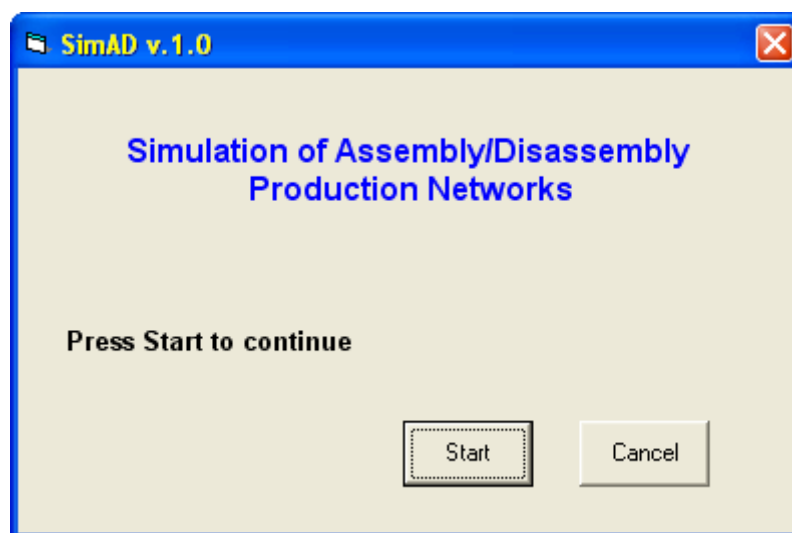 SimAD v.1.0
Simulation of Assembly/Disassembly
Production Networks
Press Start to continue
Start
Cancel